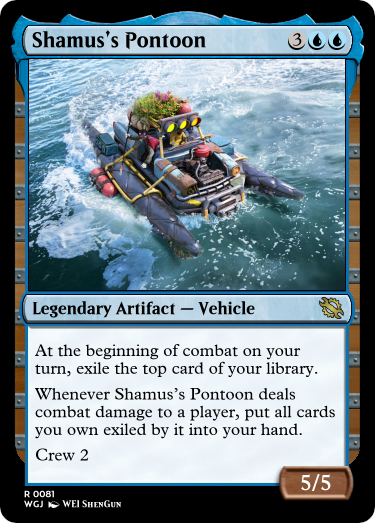 Shamus's Pontoon 3
Legendary Artifact — Vehicle
At the beginning of combat on your
turn, exile the top card of your library.
Whenever Shamus's Pontoon deals
combat damage to a player, put all cards
you own exiled by it into your hand.
Crew 2
5/5
R 0081
WGJ WEI SHENGUN